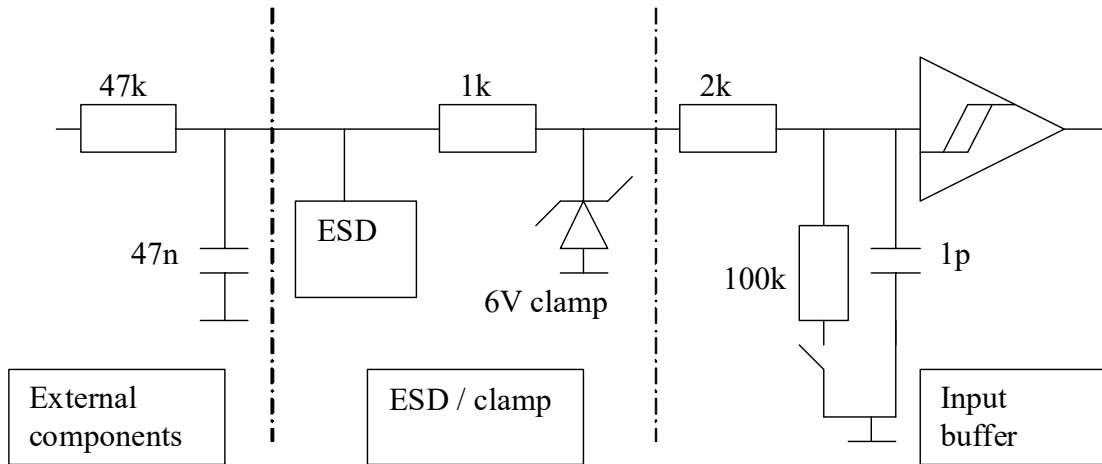 47k
1k
2k
ESD
47n
6V clamp
100k
1p
External
components
ESD / clamp
Input
buffer